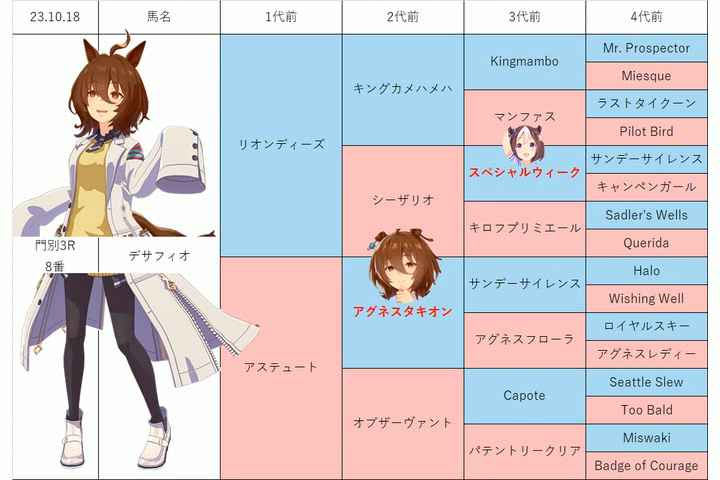 23.10.18 馬名 1代前 2代前 3代前 4代前
門別3R
8番
デサフィオ
リオンディーズ
アステュート
キングカメハメハ
シーザリオ
アグネスタキオン
オブザーヴァント
Kingmambo
マンファス
スペシャルウィーク
キロフプリミエール
サンデーサイレンス
アグネスフローラ
Capote
パテントリークリア
Mr. Prospector
Miesque
ラストタイクーン
Pilot Bird
サンデーサイレンス
キャンペンガール
Sadler's Wells
Querida
Halo
Wishing Well
ロイヤルスキー
アグネスレディー
Seattle Slew
Too Bald
Miswaki
Badge of Courage